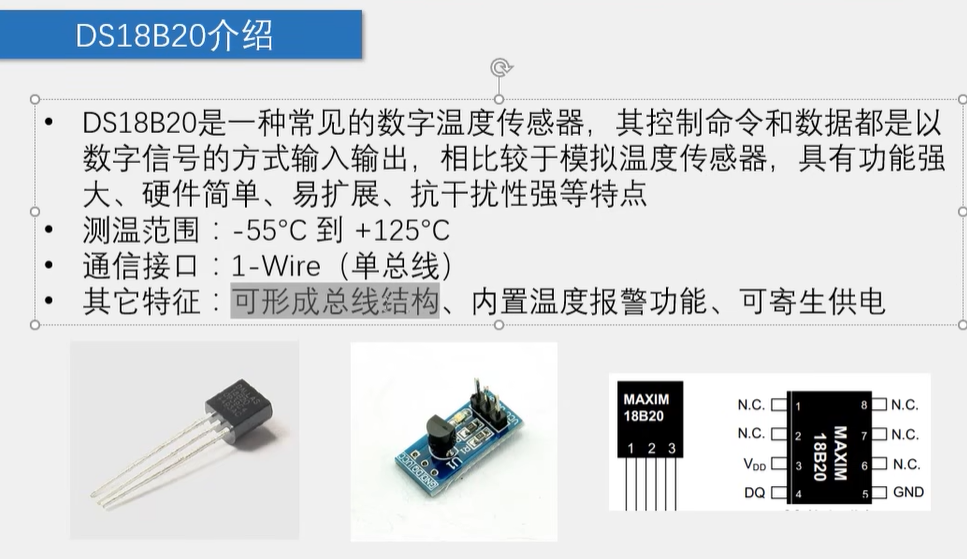 DS18B20介绍
• DS18B20是一种常见的数字温度传感器，其控制命令和数据都是以
数字信号的方式输入输出，相比较于模拟温度传感器，具有功能强
大、硬件简单、易扩展、抗干扰性强等特点
• 测温范围：-55°C 到 +125°C
• 通信接口：1-Wire（单总线）
• 其它特征：可形成总线结构、内置温度报警功能、可寄生供电
MAXIM
18B20
1 2 3
N.C. 1 8 N.C.
N.C. 2 7 N.C.
VDD 3 6 N.C.
DQ 4 5 GND
MAXIM
18B20